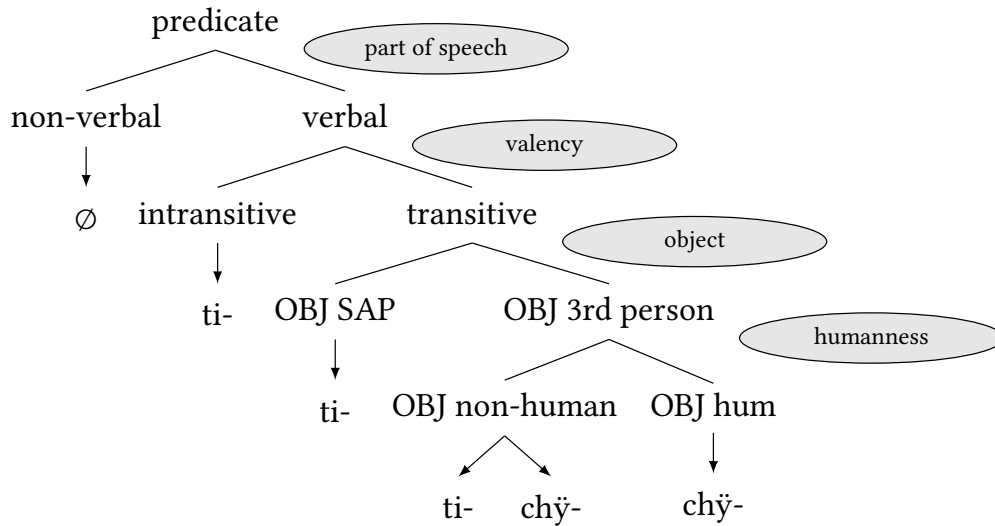 predicate
part of speech
non-verbal verbal
valency
∅ intransitive transitive
object
ti- OBJ SAP OBJ 3rd person
humanness
ti- OBJ non-human OBJ hum
ti- chÿ- chÿ-